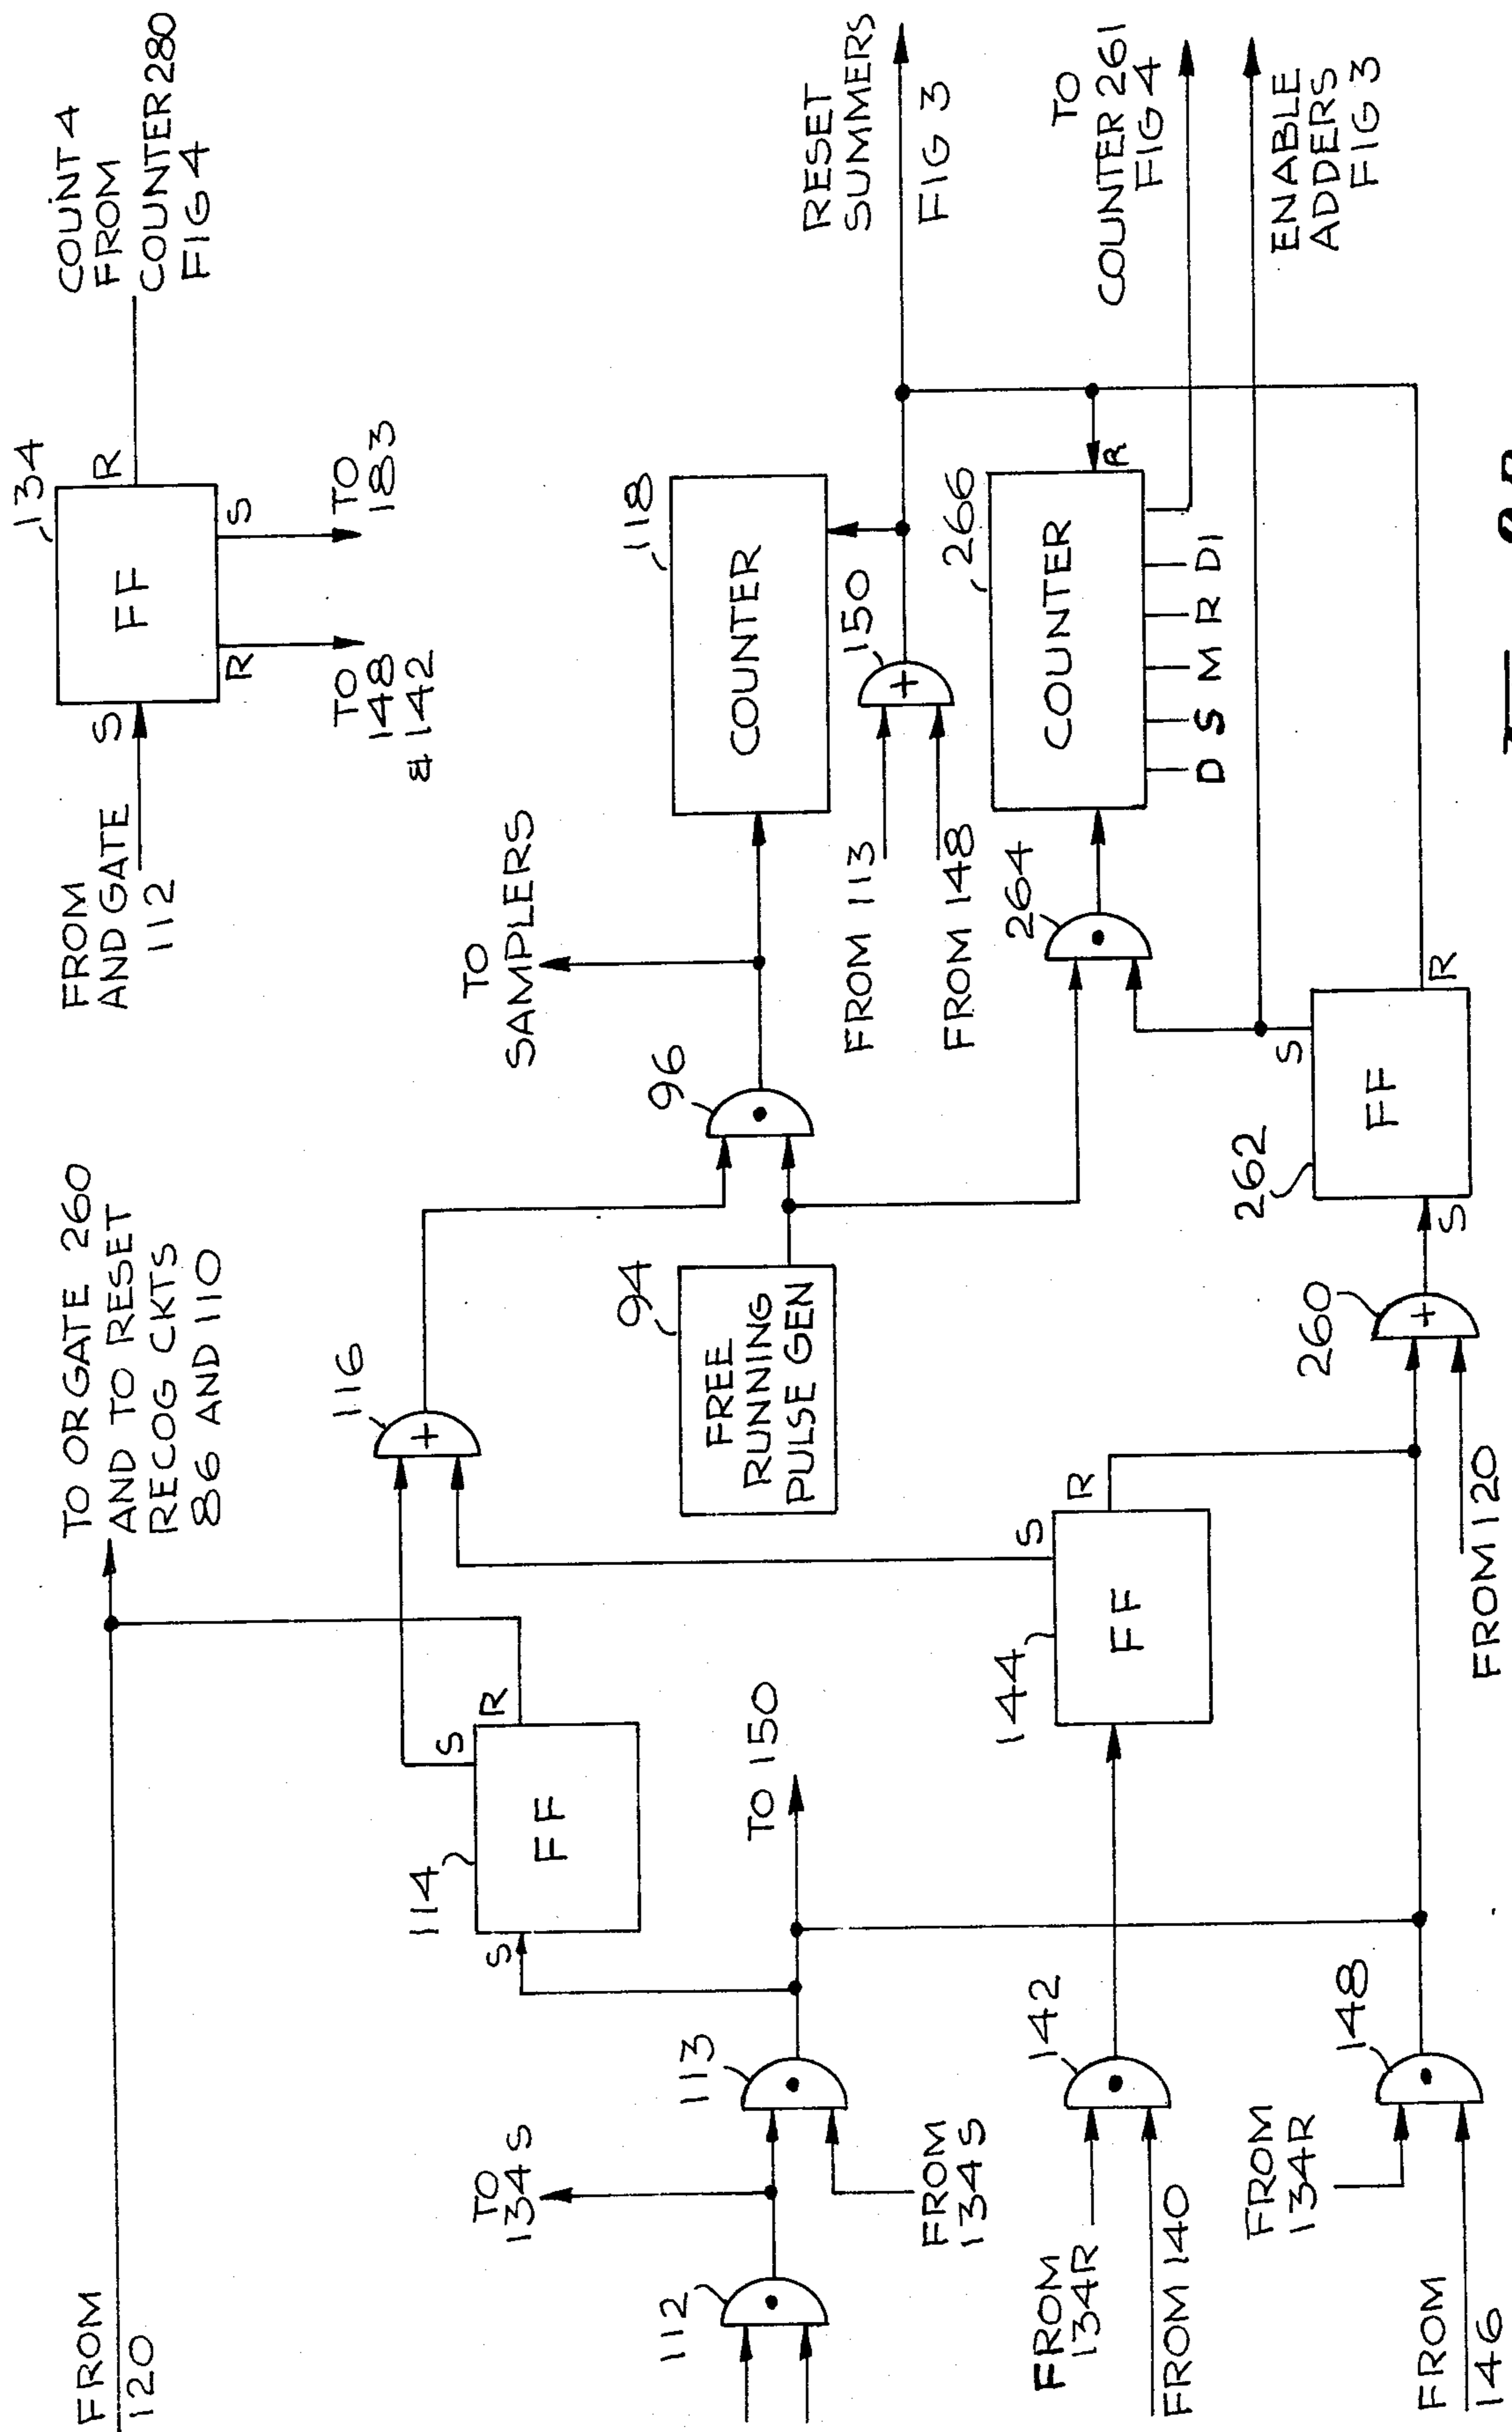 FROM
120
TO OR GATE 260
AND TO RESET
RECOG CKTS
86 AND 110
FROM
AND GATE
112
S
134
FF
R
COUNT 4
FROM
COUNTER 280
FIG 4
R
S
TO
148
& 142
TO
183
114
S
FF
S
R
116
TO
SAMPLERS
96
94
FREE
RUNNING
PULSE GEN
118
COUNTER
RESET
SUMMERS
FIG 3
TO
134 S
112
113
FROM
134 S
TO 150
FROM 113
FROM 148
150
FROM
134R
FROM 140
142
144
FF
S
R
264
266
COUNTER
R
D S M R DI
TO
COUNTER 261
FIG 4
FROM
134R
FROM
146
148
260
FROM 120
262
S
FF
S
R
ENABLE
ADDERS
FIG 3